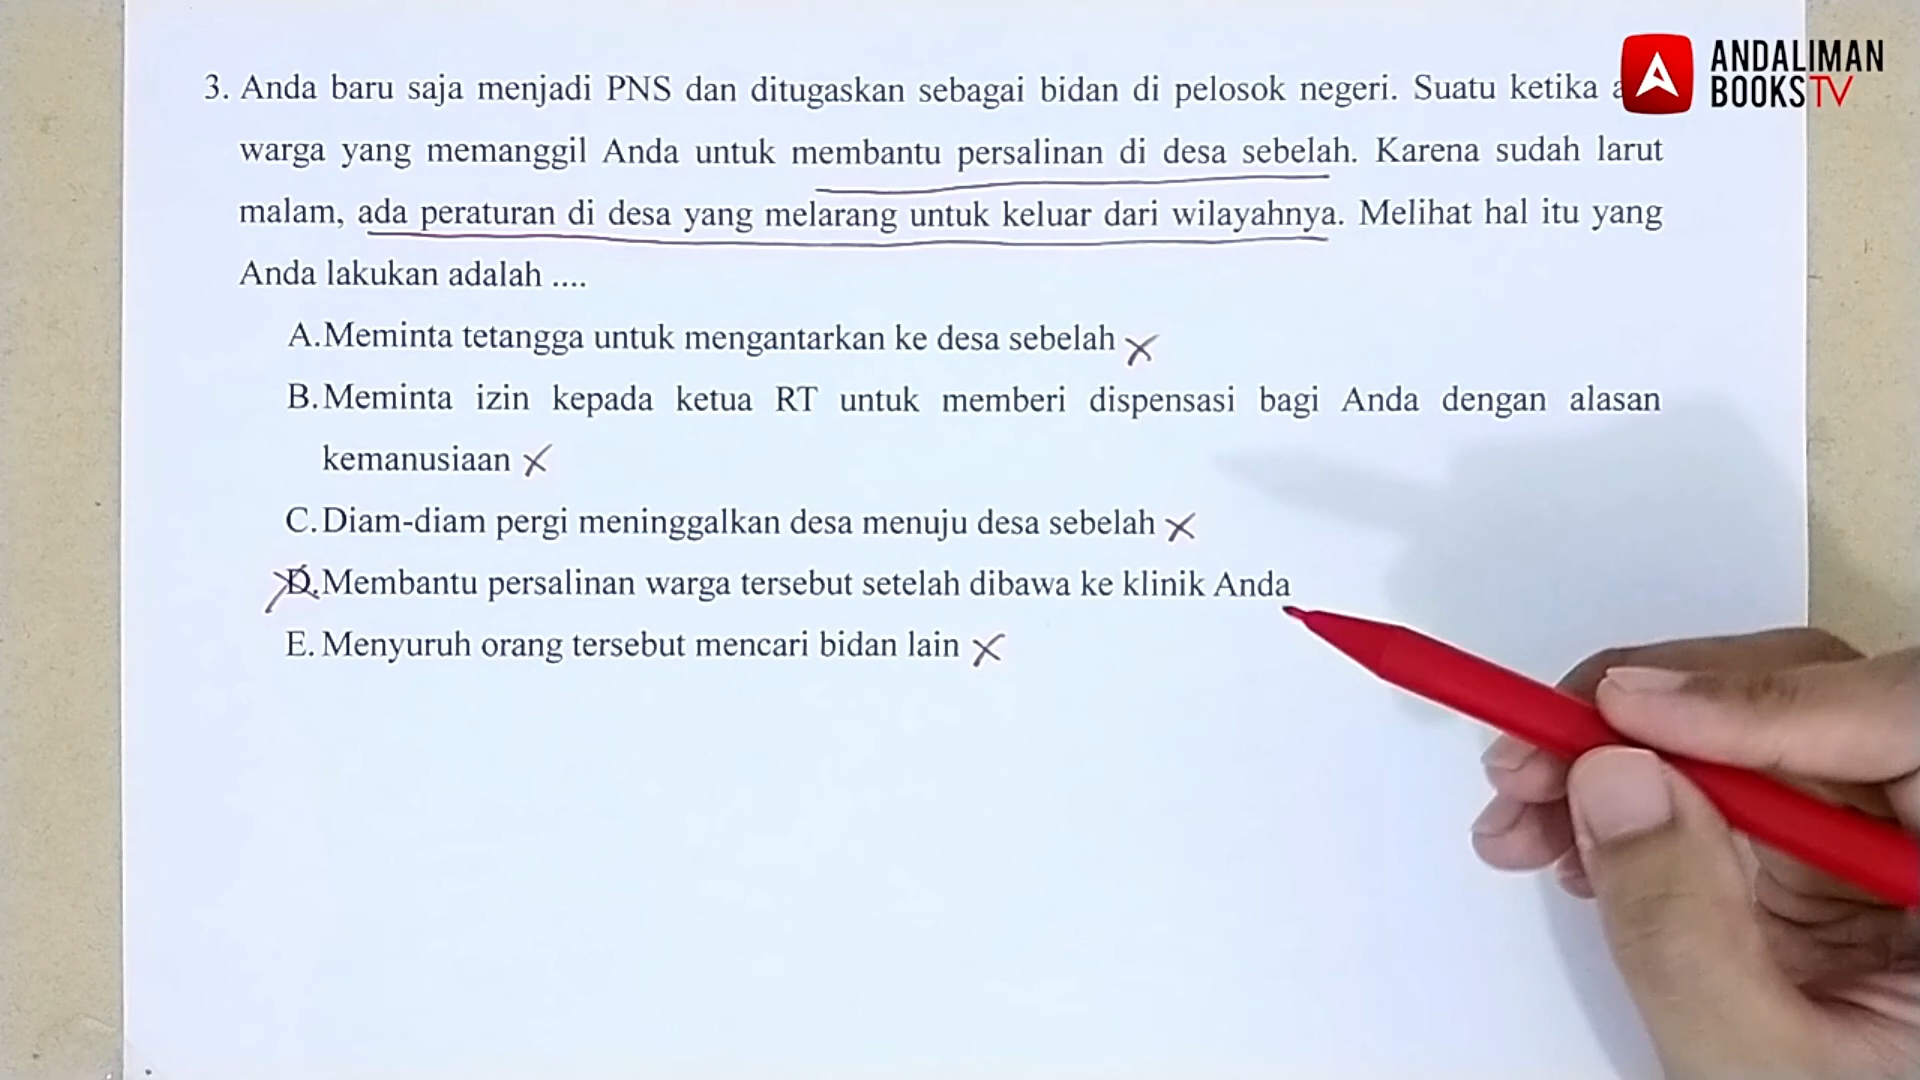 ANDALIMAN
BOOKSTV
3. Anda baru saja menjadi PNS dan ditugaskan sebagai bidan di pelosok negeri. Suatu ketika
warga yang memanggil Anda untuk membantu persalinan di desa sebelah. Karena sudah larut
malam, ada peraturan di desa yang melarang untuk keluar dari wilayahnya. Melihat hal itu yang
Anda lakukan adalah ....
A. Meminta tetangga untuk mengantarkan ke desa sebelah
B. Meminta izin kepada ketua RT untuk memberi dispensasi bagi Anda dengan alasan
kemanusiaan
C. Diam-diam pergi meninggalkan desa menuju desa sebelah
D. Membantu persalinan warga tersebut setelah dibawa ke klinik Anda
E. Menyuruh orang tersebut mencari bidan lain